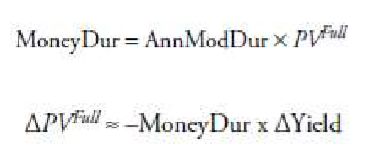 MoneyDur = AnnModDur × PV^Full
ΔPV^Full ≈ –MoneyDur x ΔYield